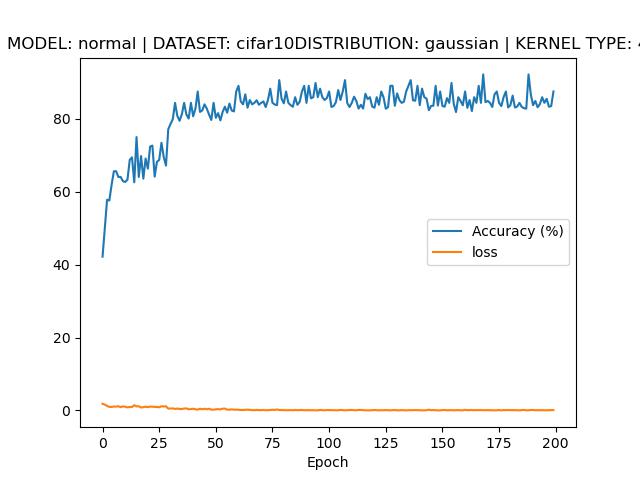 MODEL: normal | DATASET: cifar10DISTRIBUTION: gaussian | KERNEL TYPE:
80
60
40
20
0
Accuracy (%)
loss
0 25 50 75 100 125 150 175 200
Epoch